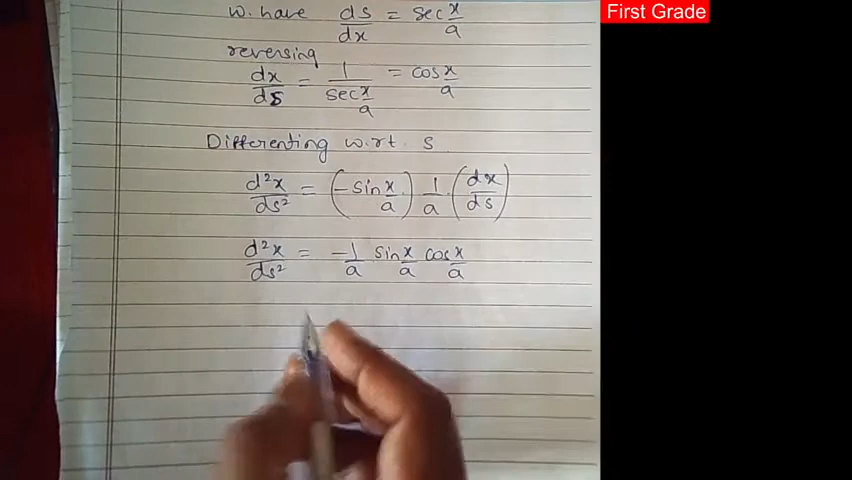 First Grade
w. have ds/dx = sec x/a
reversing
dx/ds = 1/sec x/a = cos x/a
Differenting w.r.t. s
d²x/ds² = (-sin x/a) 1/a (dx/ds)
d²x/ds² = -1/a sin x/a cos x/a